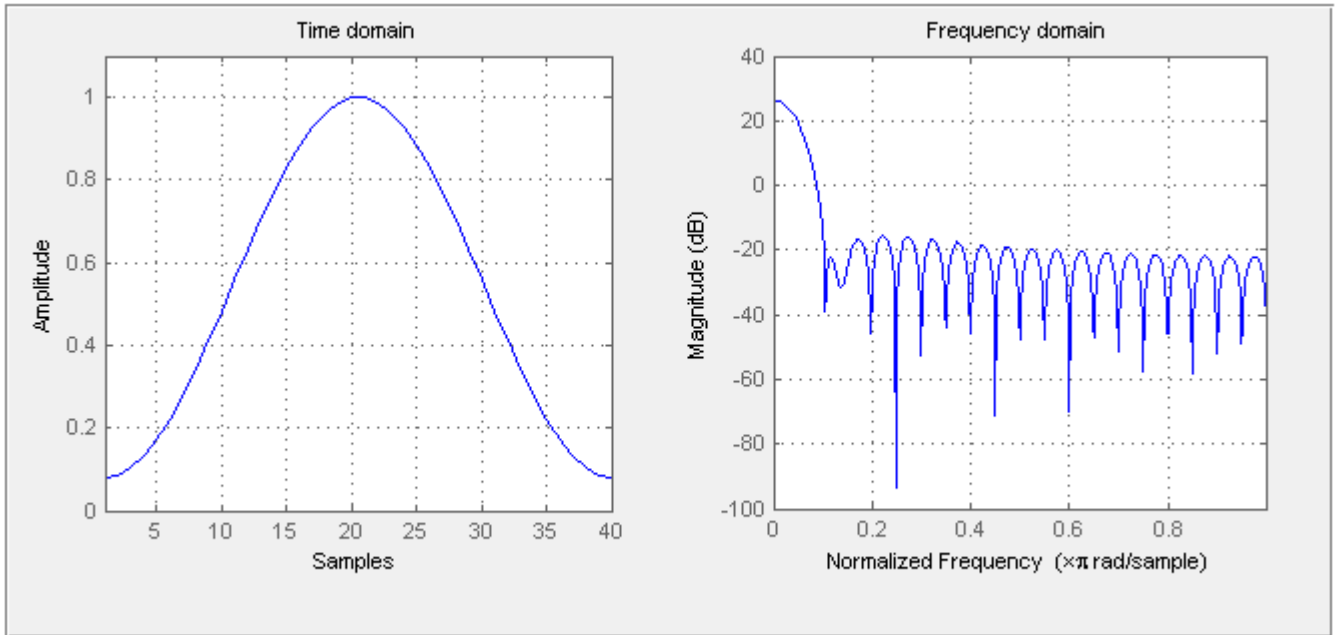 Time domain
1
0.8
0.6
0.4
0.2
0
Amplitude
5 10 15 20 25 30 35 40
Samples
Frequency domain
40
20
0
-20
-40
-60
-80
-100
Magnitude (dB)
0 0.2 0.4 0.6 0.8
Normalized Frequency (×π rad/sample)